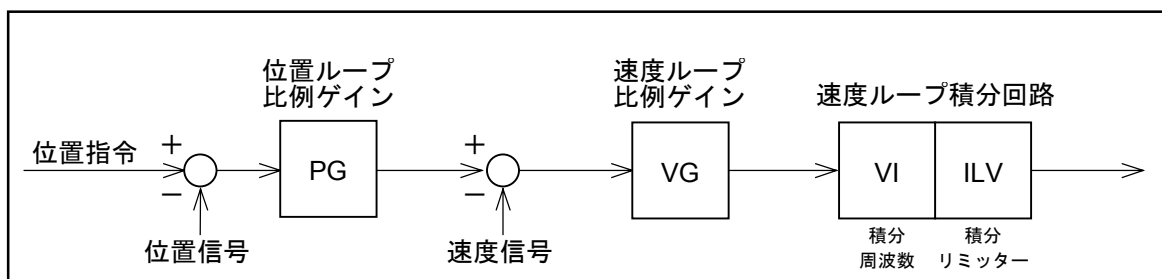 位置ループ
比例ゲイン
速度ループ
比例ゲイン
速度ループ積分回路
位置指令
+
−
PG
+
−
VG
VI
ILV
位置信号
速度信号
積分
周波数
積分
リミッター